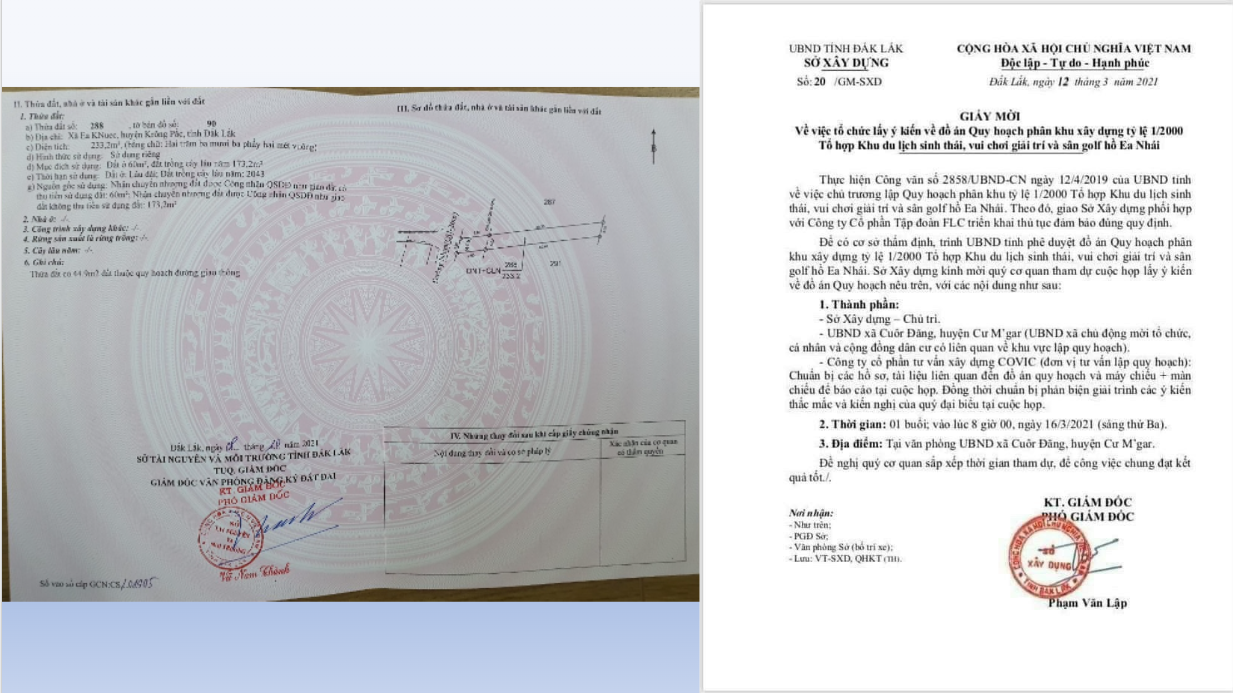 II. Thửa đất, nhà ở và tài sản khác gắn liền với đất
1. Thửa đất:
a) Thửa đất số: 288 , tờ bản đồ số: 90
b) Địa chỉ: Xã Ea KNuec, huyện Krông Pắc, tỉnh Đắk Lắk
c) Diện tích: 233,2m², (bằng chữ: Hai trăm ba mươi ba phẩy hai mét vuông)
d) Hình thức sử dụng: Sử dụng riêng
đ) Mục đích sử dụng: Đất ở 60m², đất trồng cây lâu năm 173,2m²
e) Thời hạn sử dụng: Đất ở: Lâu dài; Đất trồng cây lâu năm: 2043
g) Nguồn gốc sử dụng: Nhận chuyển nhượng đất được Công nhận QSDĐ như giao đất có
thu tiền sử dụng đất: 60m²; Nhận chuyển nhượng đất được Công nhận QSDĐ như giao
đất không thu tiền sử dụng đất: 173,2m²
2. Nhà ở: -/-
3. Công trình xây dựng khác: -/-
4. Rừng sản xuất là rừng trồng: -/-
5. Cây lâu năm: -/-
6. Ghi chú:
Thửa đất có 44.9m2 đất thuộc quy hoạch đường giao thông
III. Sơ đồ thửa đất, nhà ở và tài sản khác gắn liền với đất
B
287
291
ONT+CLN
288
233.2
Đắk Lắk, ngày tháng năm 2021
SỞ TÀI NGUYÊN VÀ MÔI TRƯỜNG TỈNH ĐẮK LẮK
TUQ. GIÁM ĐỐC
GIÁM ĐỐC VĂN PHÒNG ĐĂNG KÝ ĐẤT ĐAI
KT. GIÁM ĐỐC
PHÓ GIÁM ĐỐC
SỞ
TÀI NGUYÊN
VÀ
MÔI TRƯỜNG
Nam Thành
Số vào sổ cấp GCN:CS/01905
IV. Những thay đổi sau khi cấp giấy chứng nhận
Nội dung thay đổi và cơ sở pháp lý
Xác nhận của cơ quan
có thẩm quyền
UBND TỈNH ĐẮK LẮK
SỞ XÂY DỰNG
Số: 20 /GM-SXD
CỘNG HÒA XÃ HỘI CHỦ NGHĨA VIỆT NAM
Độc lập - Tự do - Hạnh phúc
Đắk Lắk, ngày 12 tháng 3 năm 2021
GIẤY MỜI
Về việc tổ chức lấy ý kiến về đồ án Quy hoạch phân khu xây dựng tỷ lệ 1/2000
Tổ hợp Khu du lịch sinh thái, vui chơi giải trí và sân golf hồ Ea Nhái
Thực hiện Công văn số 2858/UBND-CN ngày 12/4/2019 của UBND tỉnh
về việc chủ trương lập Quy hoạch phân khu tỷ lệ 1/2000 Tổ hợp Khu du lịch sinh
thái, vui chơi giải trí và sân golf hồ Ea Nhái. Theo đó, giao Sở Xây dựng phối hợp
với Công ty Cổ phần Tập đoàn FLC triển khai thủ tục đảm bảo đúng quy định.
Để có cơ sở thẩm định, trình UBND tỉnh phê duyệt đồ án Quy hoạch phân
khu xây dựng tỷ lệ 1/2000 Tổ hợp Khu du lịch sinh thái, vui chơi giải trí và sân
golf hồ Ea Nhái. Sở Xây dựng kính mời quý cơ quan tham dự cuộc họp lấy ý kiến
về đồ án Quy hoạch nêu trên, với các nội dung như sau:
1. Thành phần:
- Sở Xây dựng – Chủ trì.
- UBND xã Cuôr Đăng, huyện Cư M'gar (UBND xã chủ động mời tổ chức,
cá nhân và cộng đồng dân cư có liên quan về khu vực lập quy hoạch).
- Công ty cổ phần tư vấn xây dựng COVIC (đơn vị tư vấn lập quy hoạch):
Chuẩn bị các hồ sơ, tài liệu liên quan đến đồ án quy hoạch và máy chiếu + màn
chiếu để báo cáo tại cuộc họp. Đồng thời chuẩn bị phản biện giải trình các ý kiến
thắc mắc và kiến nghị của quý đại biểu tại cuộc họp.
2. Thời gian: 01 buổi; vào lúc 8 giờ 00, ngày 16/3/2021 (sáng thứ Ba).
3. Địa điểm: Tại văn phòng UBND xã Cuôr Đăng, huyện Cư M'gar.
Đề nghị quý cơ quan sắp xếp thời gian tham dự, để công việc chung đạt kết
quả tốt./.
Nơi nhận:
- Như trên;
- PGĐ Sở;
- Văn phòng Sở (bố trí xe);
- Lưu: VT-SXD, QHKT (TH).
KT. GIÁM ĐỐC
PHÓ GIÁM ĐỐC
SỞ
XÂY DỰNG
TỈNH ĐẮK LẮK
Phạm Văn Lập